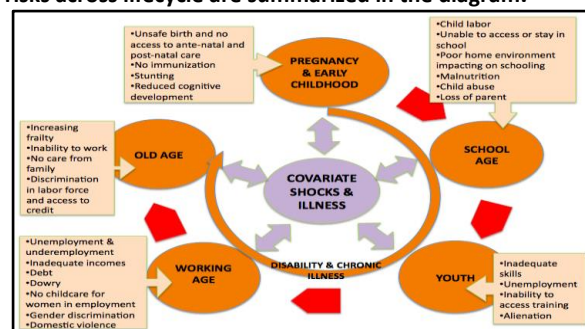 risks across lifecycle are summarized in the diagram:
•Unsafe birth and no
access to ante-natal and
post-natal care
•No immunization
•Stunting
•Reduced cognitive
development
PREGNANCY
& EARLY
CHILDHOOD
•Child labor
•Unable to access or stay in
school
•Poor home environment
impacting on schooling
•Malnutrition
•Child abuse
•Loss of parent
•Increasing
frailty
•Inability to work
•No care from
family
•Discrimination
in labor force
and access to
credit
OLD AGE
SCHOOL
AGE
COVARIATE
SHOCKS &
ILLNESS
•Unemployment &
underemployment
•Inadequate incomes
•Debt
•Dowry
•No childcare for
women in employment
•Gender discrimination
•Domestic violence
WORKING
AGE
DISABILITY & CHRONIC
ILLNESS
YOUTH
•Inadequate
skills
•Unemployment
•Inability to
access training
•Alienation